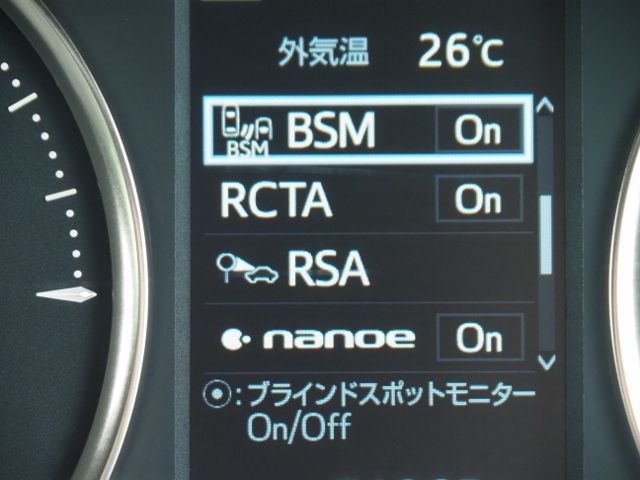 外気温 26℃
BSM BSM On
RCTA On
RSA
nanoe On
⦿:ブラインドスポットモニター
On/Off